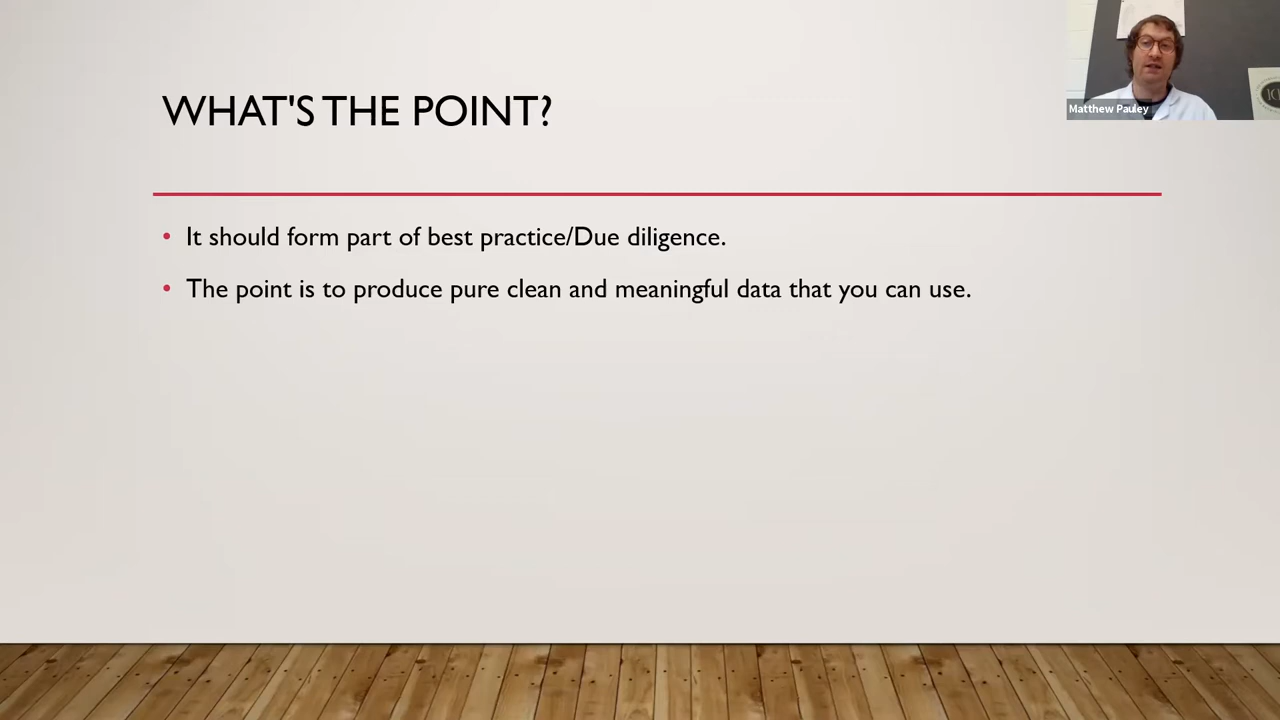 WHAT'S THE POINT?
Matthew Pauley
It should form part of best practice/Due diligence.
The point is to produce pure clean and meaningful data that you can use.